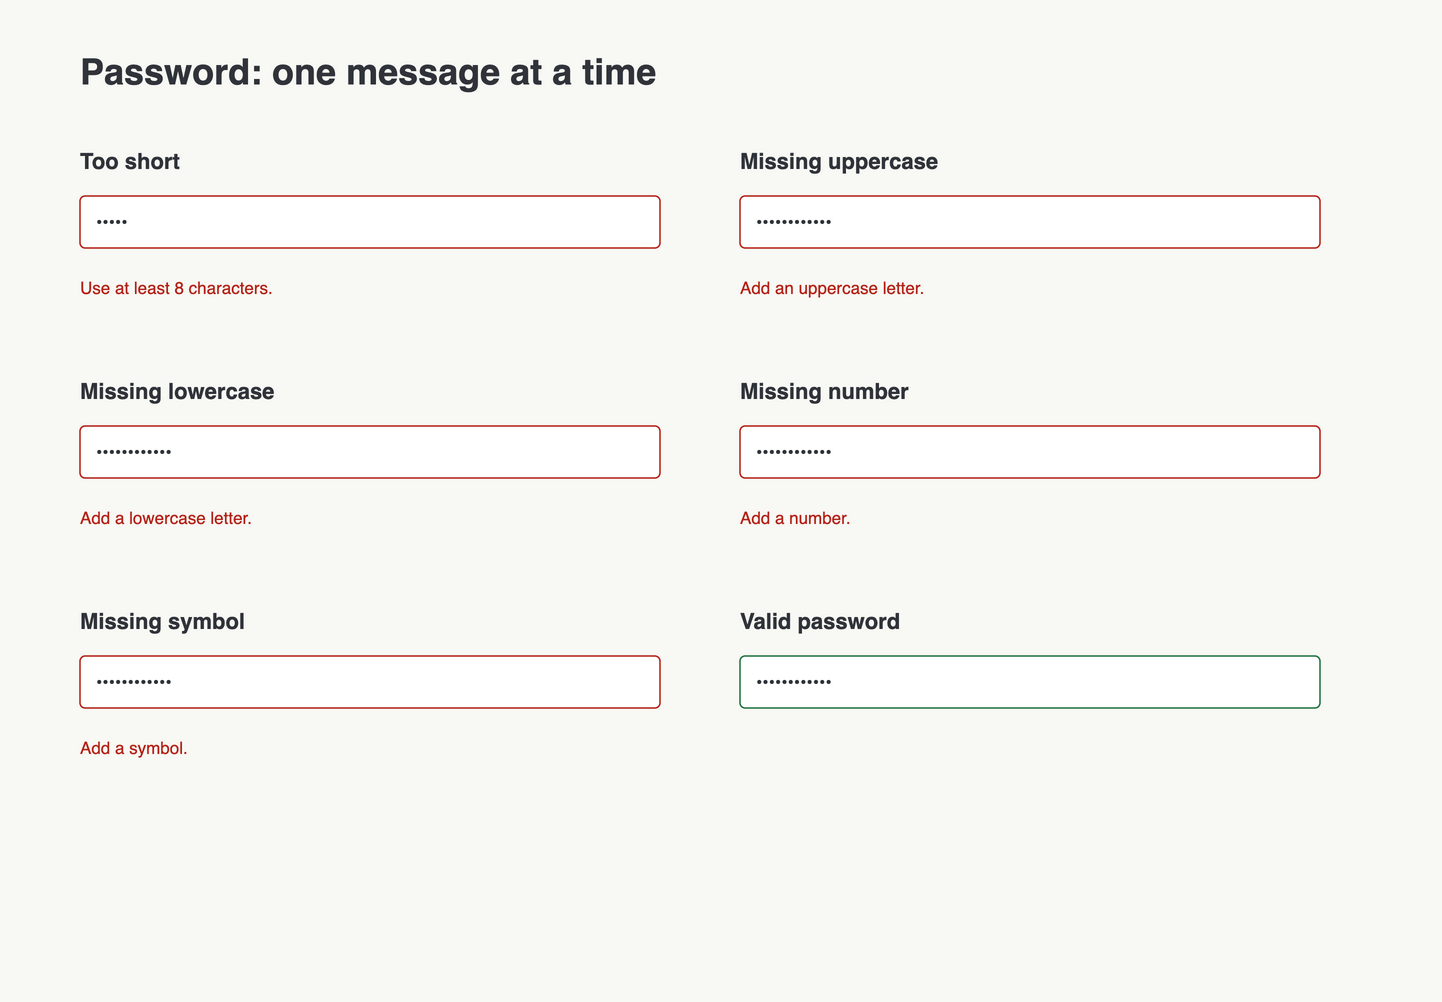 Password: one message at a time
Too short
•••••
Use at least 8 characters.
Missing uppercase
••••••••••••
Add an uppercase letter.
Missing lowercase
••••••••••••
Add a lowercase letter.
Missing number
••••••••••••
Add a number.
Missing symbol
••••••••••••
Add a symbol.
Valid password
••••••••••••